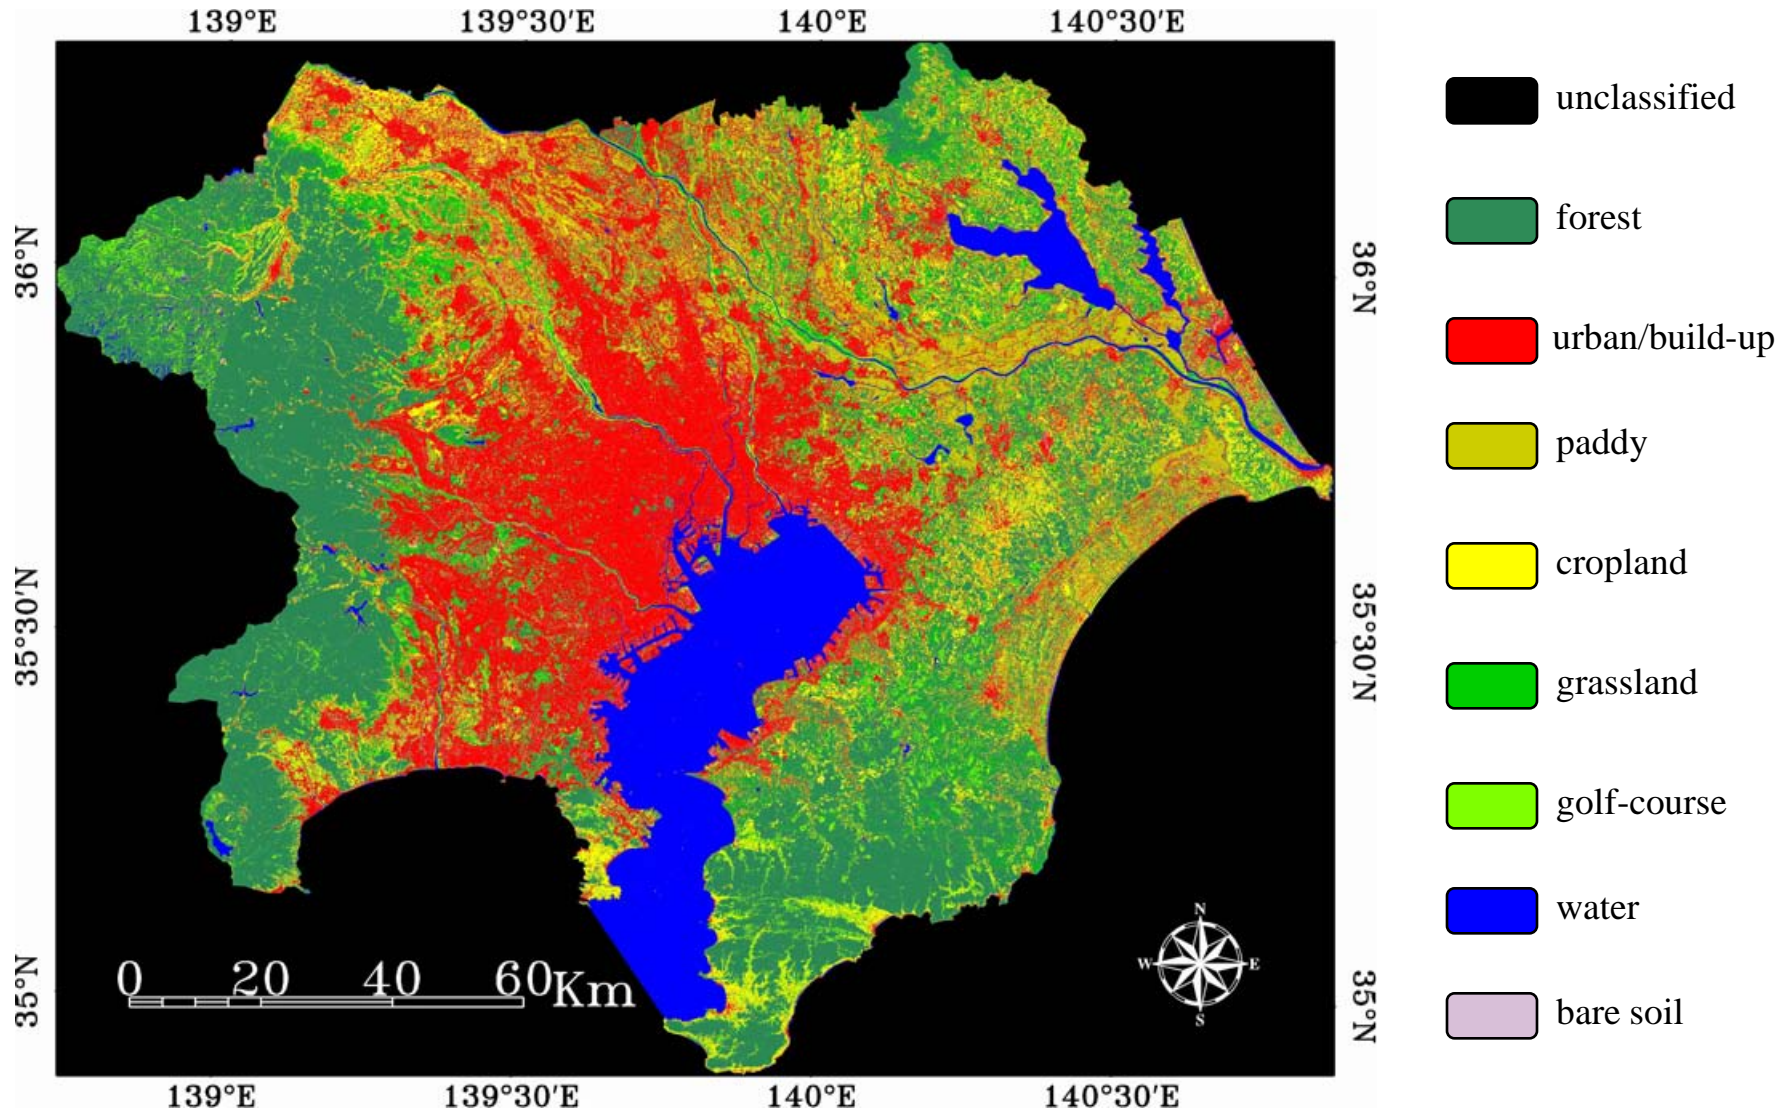 139°E 139°30'E 140°E 140°30'E
unclassified
forest
urban/build-up
paddy
cropland
grassland
golf-course
water
bare soil
36°N 36°N
35°30'N 35°30'N
35°N 35°N
0 20 40 60Km
N
W E
S
139°E 139°30'E 140°E 140°30'E